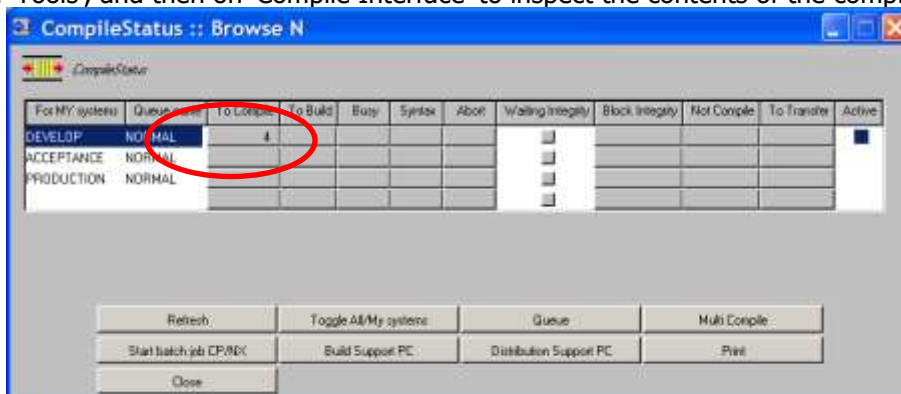 Tools', and then on 'Compile Interface' to inspect the contents of the comp
CompileStatus :: Browse N
CompileStatus
For MY systems Queue To Compile To Build Busy Syntax Abort Waiting Integrity Block Integrity Not Compile To Transfer Active
DEVELOP NORMAL 4
ACCEPTANCE NORMAL
PRODUCTION NORMAL
Refresh Toggle All/My systems Queue Multi Compile
Start batch job CP/NX Build Support PC Distribution Support PC Print
Close